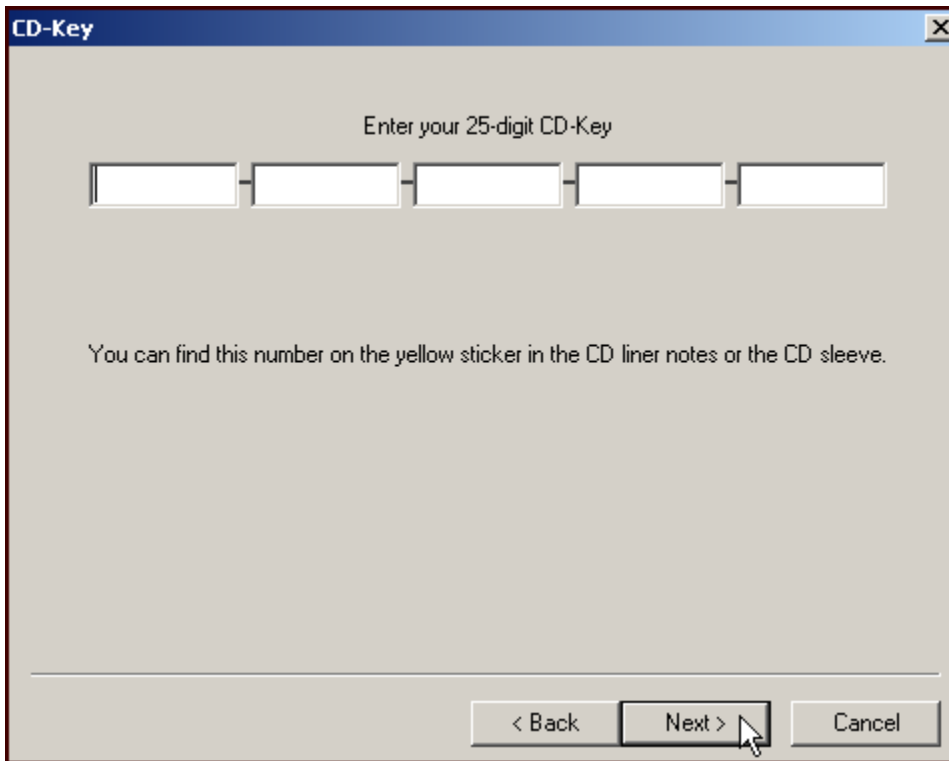 CD-Key
Enter your 25-digit CD-Key
You can find this number on the yellow sticker in the CD liner notes or the CD sleeve.
< Back Next > Cancel